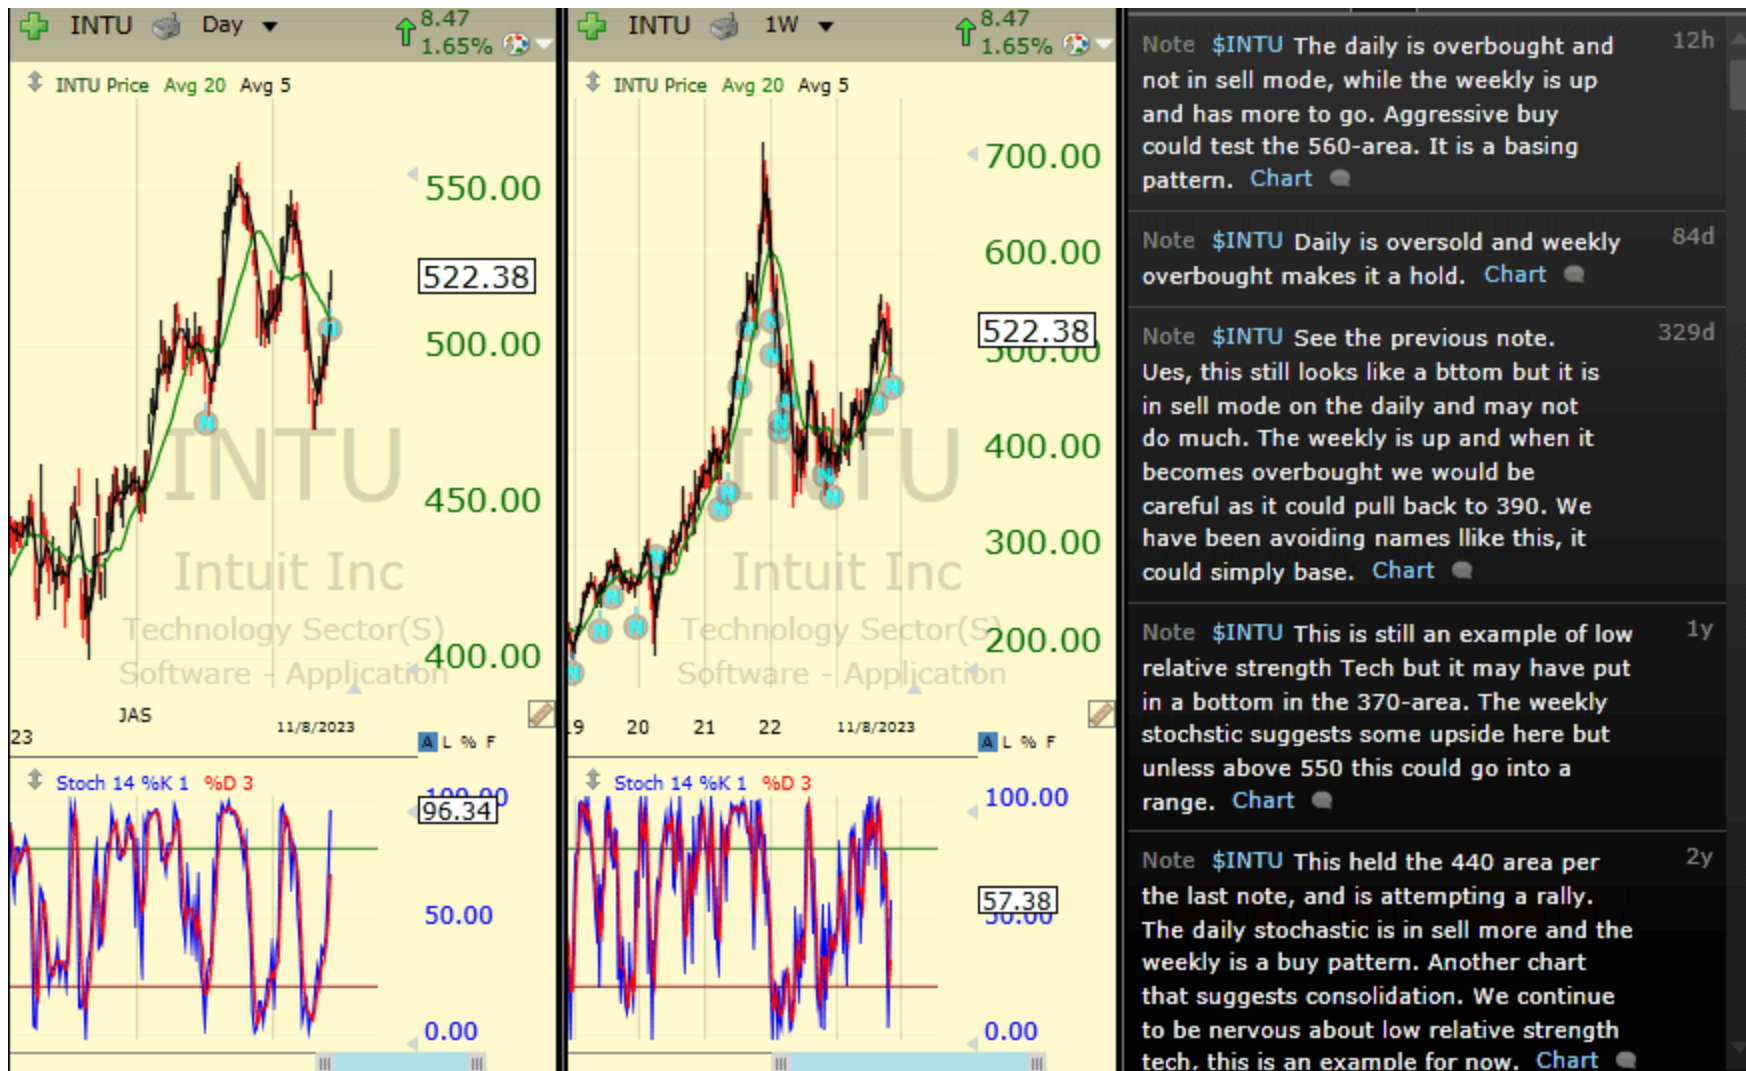 INTU Day
8.47
1.65%
INTU Price Avg 20 Avg 5
550.00
522.38
500.00
450.00
400.00
INTU
Intuit Inc
Technology Sector(S)
Software - Application
JAS
11/8/2023
23
A L % F
Stoch 14 %K 1 %D 3
100.00
96.34
50.00
0.00
INTU 1W
8.47
1.65%
INTU Price Avg 20 Avg 5
700.00
600.00
522.38
500.00
400.00
300.00
200.00
INTU
Intuit Inc
Technology Sector(S)
Software - Application
19 20 21 22 11/8/2023
A L % F
Stoch 14 %K 1 %D 3
100.00
57.38
50.00
0.00
Note $INTU The daily is overbought and 12h
not in sell mode, while the weekly is up
and has more to go. Aggressive buy
could test the 560-area. It is a basing
pattern. Chart
Note $INTU Daily is oversold and weekly 84d
overbought makes it a hold. Chart
Note $INTU See the previous note. 329d
Ues, this still looks like a bttom but it is
in sell mode on the daily and may not
do much. The weekly is up and when it
becomes overbought we would be
careful as it could pull back to 390. We
have been avoiding names llike this, it
could simply base. Chart
Note $INTU This is still an example of low 1y
relative strength Tech but it may have put
in a bottom in the 370-area. The weekly
stochstic suggests some upside here but
unless above 550 this could go into a
range. Chart
Note $INTU This held the 440 area per 2y
the last note, and is attempting a rally.
The daily stochastic is in sell more and the
weekly is a buy pattern. Another chart
that suggests consolidation. We continue
to be nervous about low relative strength
tech, this is an example for now. Chart